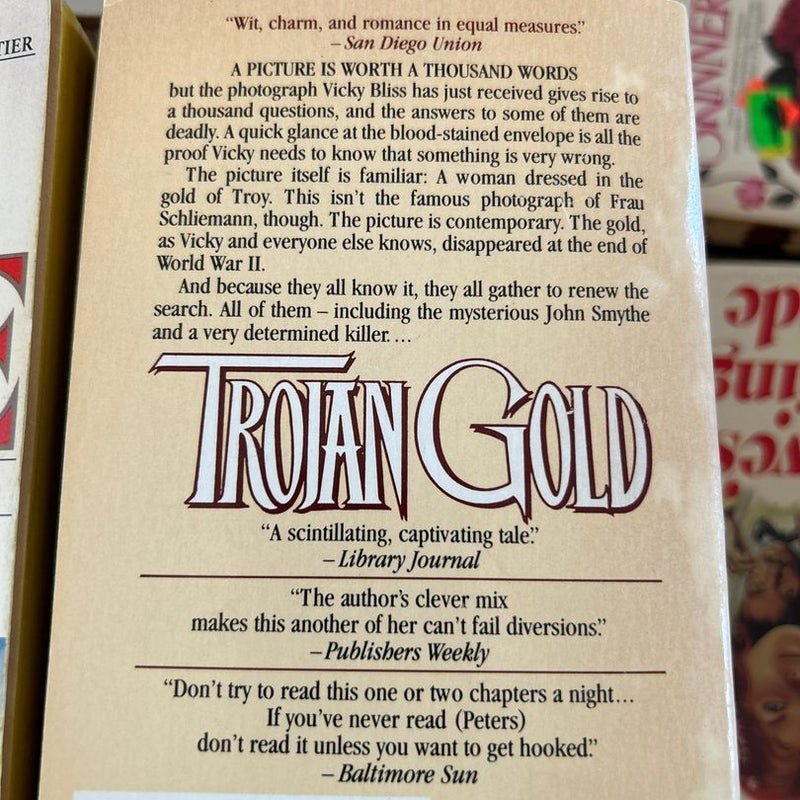 "Wit, charm, and romance in equal measures."
– San Diego Union
A PICTURE IS WORTH A THOUSAND WORDS
but the photograph Vicky Bliss has just received gives rise to
a thousand questions, and the answers to some of them are
deadly. A quick glance at the blood-stained envelope is all the
proof Vicky needs to know that something is very wrong.
The picture itself is familiar: A woman dressed in the
gold of Troy. This isn't the famous photograph of Frau
Schliemann, though. The picture is contemporary. The gold,
as Vicky and everyone else knows, disappeared at the end of
World War II.
And because they all know it, they all gather to renew the
search. All of them – including the mysterious John Smythe
and a very determined killer....
TROJAN GOLD
"A scintillating, captivating tale."
– Library Journal
"The author's clever mix
makes this another of her can't fail diversions."
– Publishers Weekly
"Don't try to read this one or two chapters a night...
If you've never read (Peters)
don't read it unless you want to get hooked."
– Baltimore Sun